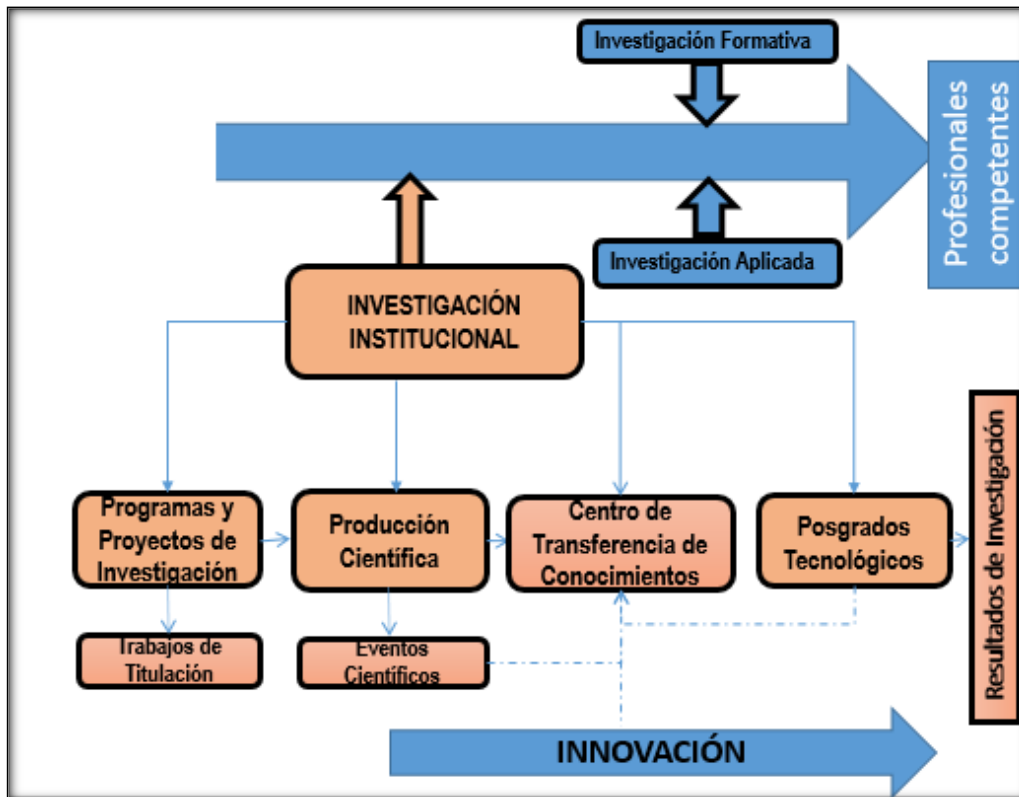 Investigación Formativa
Profesionales
competentes
Investigación Aplicada
INVESTIGACIÓN
INSTITUCIONAL
Programas y
Proyectos de
Investigación
Producción
Científica
Centro de
Transferencia de
Conocimientos
Posgrados
Tecnológicos
Resultados de Investigación
Trabajos de
Titulación
Eventos
Científicos
INNOVACIÓN